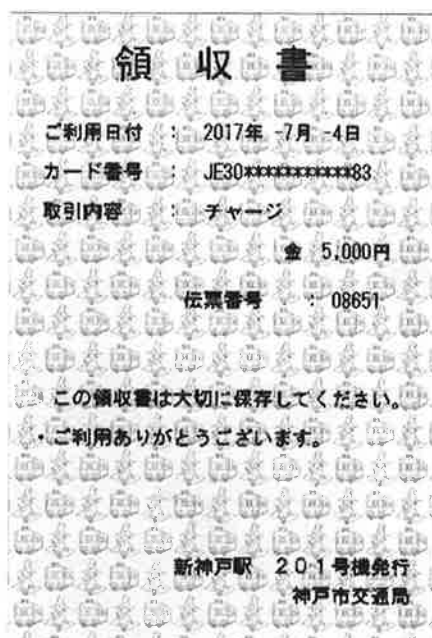 領収書
ご利用日付 : 2017年 -7月 -4日
カード番号 : JE30***********83
取引内容 : チャージ
金 5,000円
伝票番号 : 08651
・この領収書は大切に保存してください。
・ご利用ありがとうございます。
新神戸駅 201号機発行
神戸市交通局